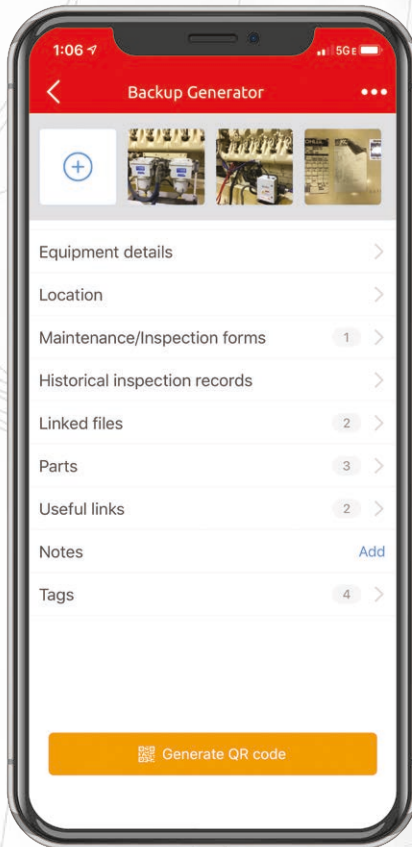 1:06
5G E
Backup Generator
Equipment details
Location
Maintenance/Inspection forms 1
Historical inspection records
Linked files 2
Parts 3
Useful links 2
Notes Add
Tags 4
Generate QR code